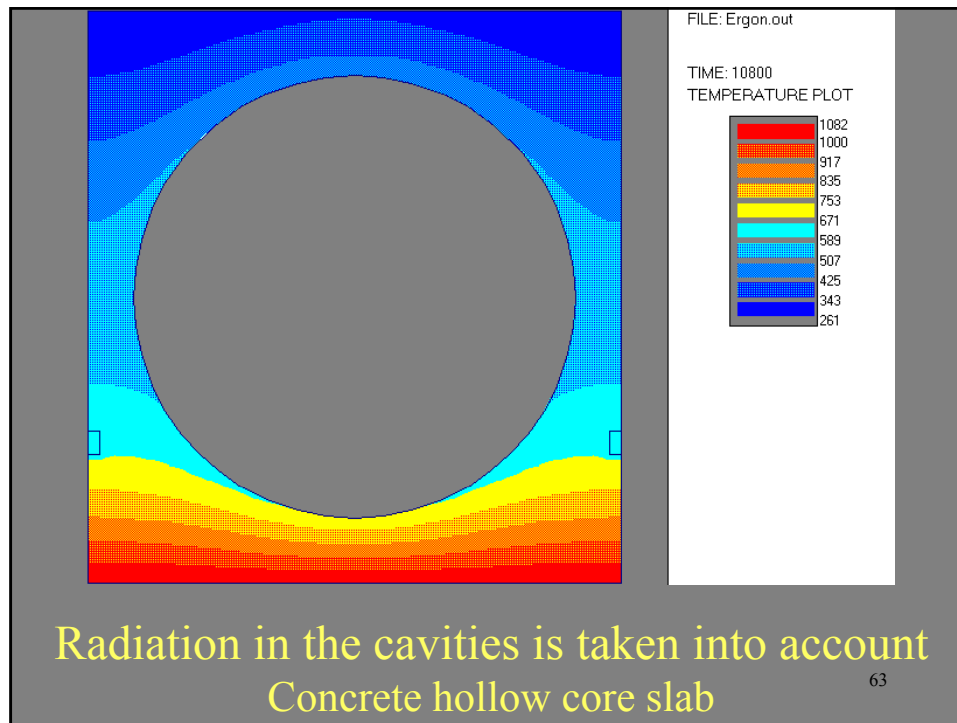 FILE: Ergon.out
TIME: 10800
TEMPERATURE PLOT
1082
1000
917
835
753
671
589
507
425
343
261
Radiation in the cavities is taken into account
Concrete hollow core slab
63